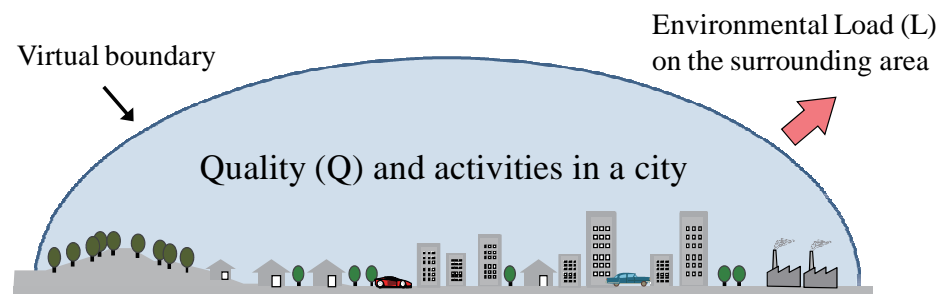 Virtual boundary
Environmental Load (L)
on the surrounding area
Quality (Q) and activities in a city